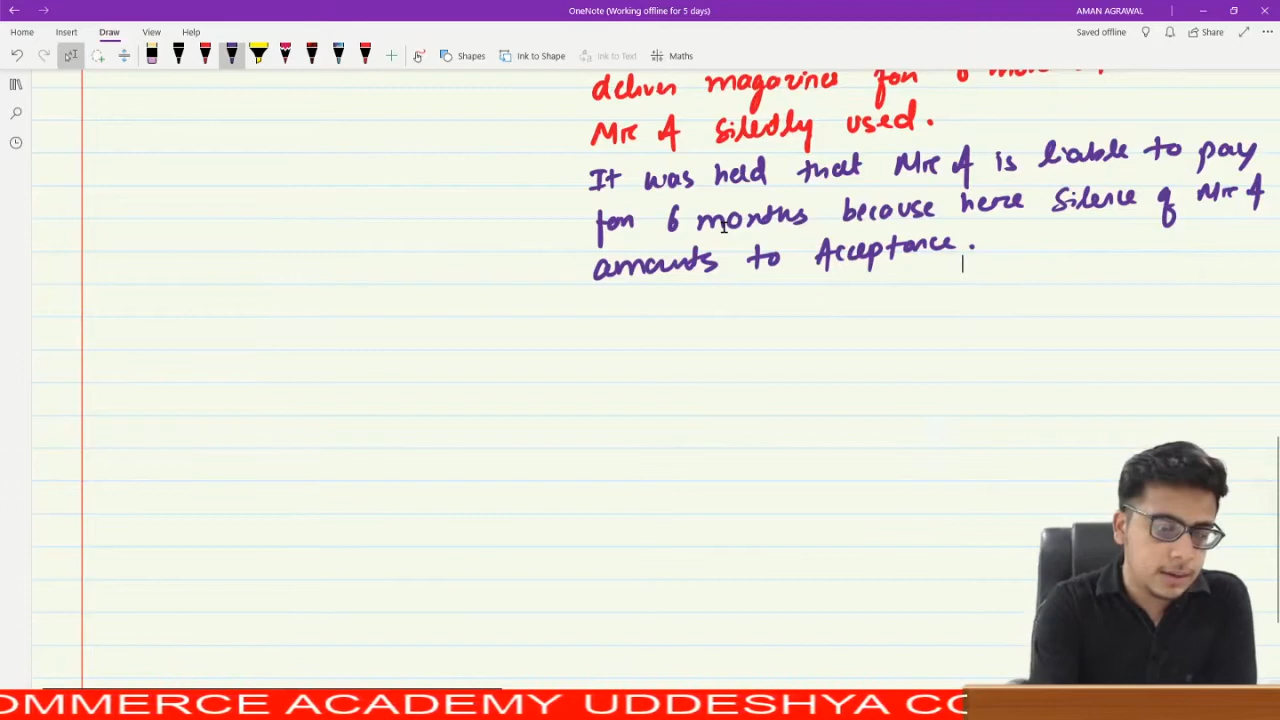 OneNote (Working offline for 5 days)
AMAN AGRAWAL
Home Insert Draw View Help
Saved offline
Share
Shapes
Ink to Shape
Ink to Text
Maths
deliver magazines for 6
Mr A Silently used.
It was held that Mr A is liable to pay
for 6 months because here Silence of Mr A
amounts to Acceptance.
OMMERCE ACADEMY UDDESHYA CO